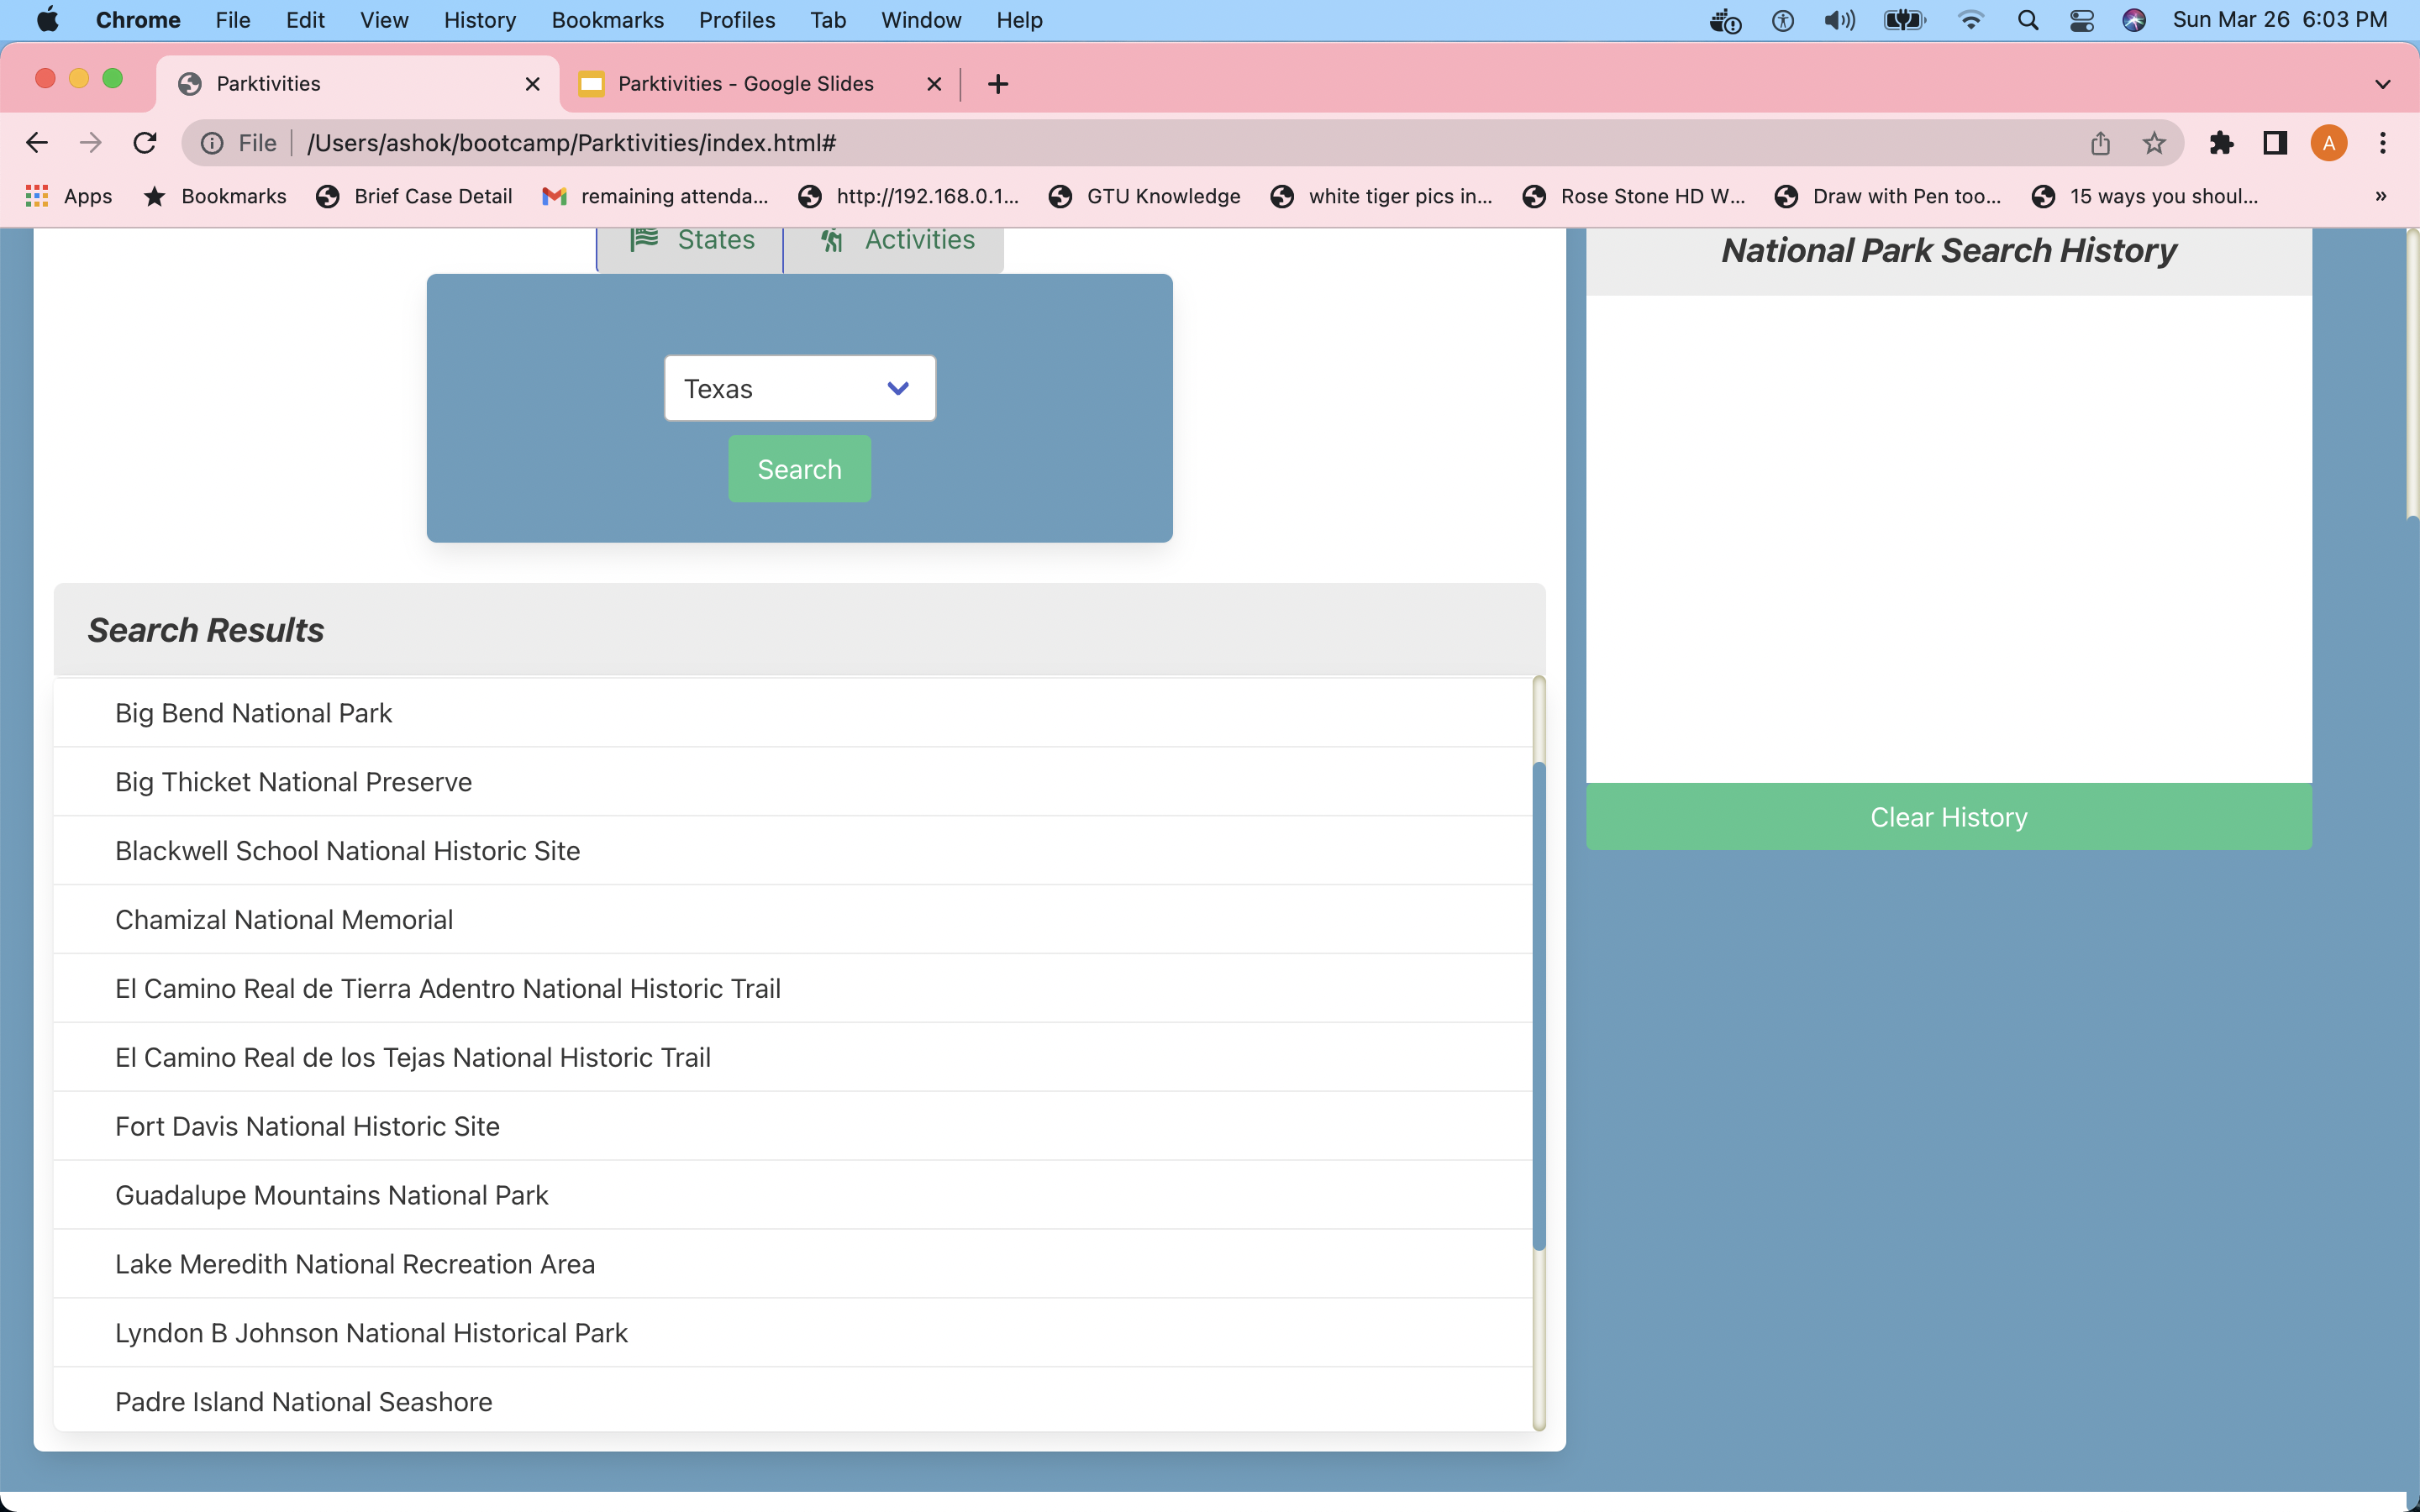 Chrome File Edit View History Bookmarks Profiles Tab Window Help Sun Mar 26 6:03 PM
Parktivities Parktivities - Google Slides
File /Users/ashok/bootcamp/Parktivities/index.html# A
Apps Bookmarks Brief Case Detail remaining attenda... http://192.168.0.1... GTU Knowledge white tiger pics in... Rose Stone HD W... Draw with Pen too... 15 ways you shoul... »
States Activities
National Park Search History
Texas
Search
Search Results
Big Bend National Park
Big Thicket National Preserve
Blackwell School National Historic Site
Clear History
Chamizal National Memorial
El Camino Real de Tierra Adentro National Historic Trail
El Camino Real de los Tejas National Historic Trail
Fort Davis National Historic Site
Guadalupe Mountains National Park
Lake Meredith National Recreation Area
Lyndon B Johnson National Historical Park
Padre Island National Seashore